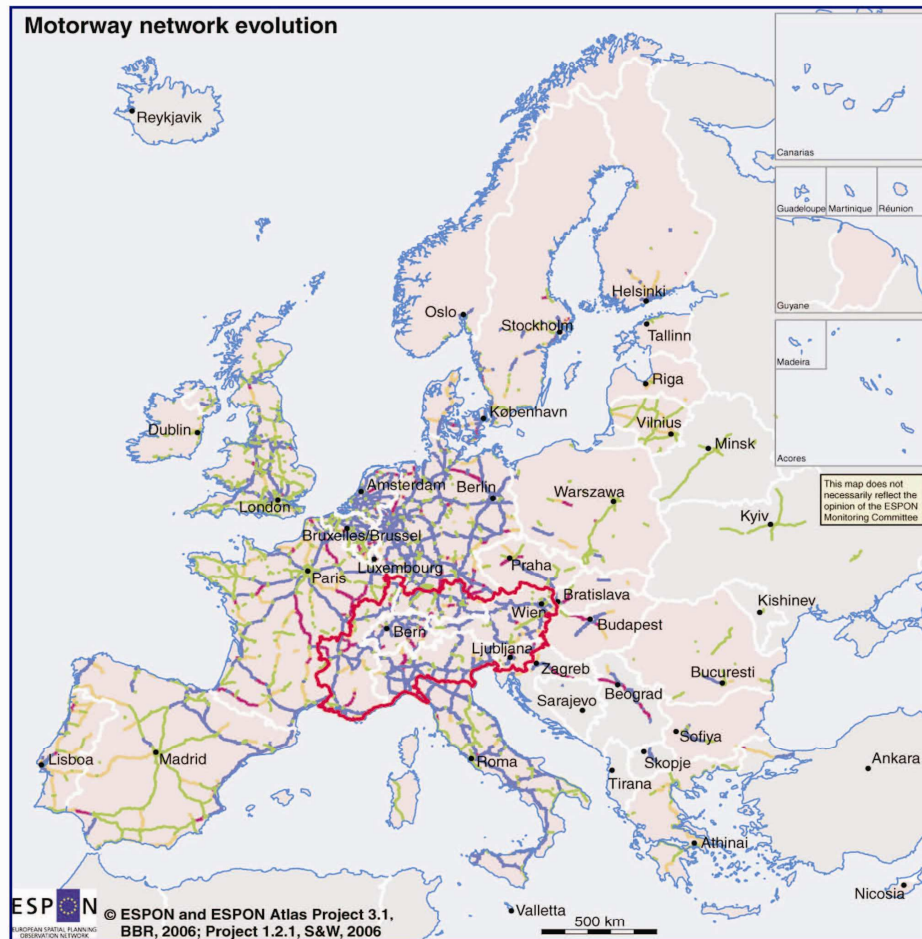 Motorway network evolution
Reykjavik
Canarias
Guadeloupe
Martinique
Réunion
Guyane
Helsinki
Oslo
Stockholm
Tallinn
Madeira
Riga
København
Dublin
Vilnius
Minsk
Acores
Amsterdam
Berlin
Warszawa
London
This map does not
necessarily reflect the
opinion of the ESPON
Monitoring Committee
Kyiv
Bruxelles/Brussel
Luxembourg
Praha
Paris
Bratislava
Wien
Kishinev
Budapest
Bern
Ljubljana
Zagreb
Beograd
Bucuresti
Sarajevo
Sofiya
Lisboa
Madrid
Roma
Skopje
Ankara
Tirana
Athinai
Nicosia
ESPON
EUROPEAN SPATIAL PLANNING
OBSERVATION NETWORK
© ESPON and ESPON Atlas Project 3.1,
BBR, 2006; Project 1.2.1, S&W, 2006
Valletta
500 km